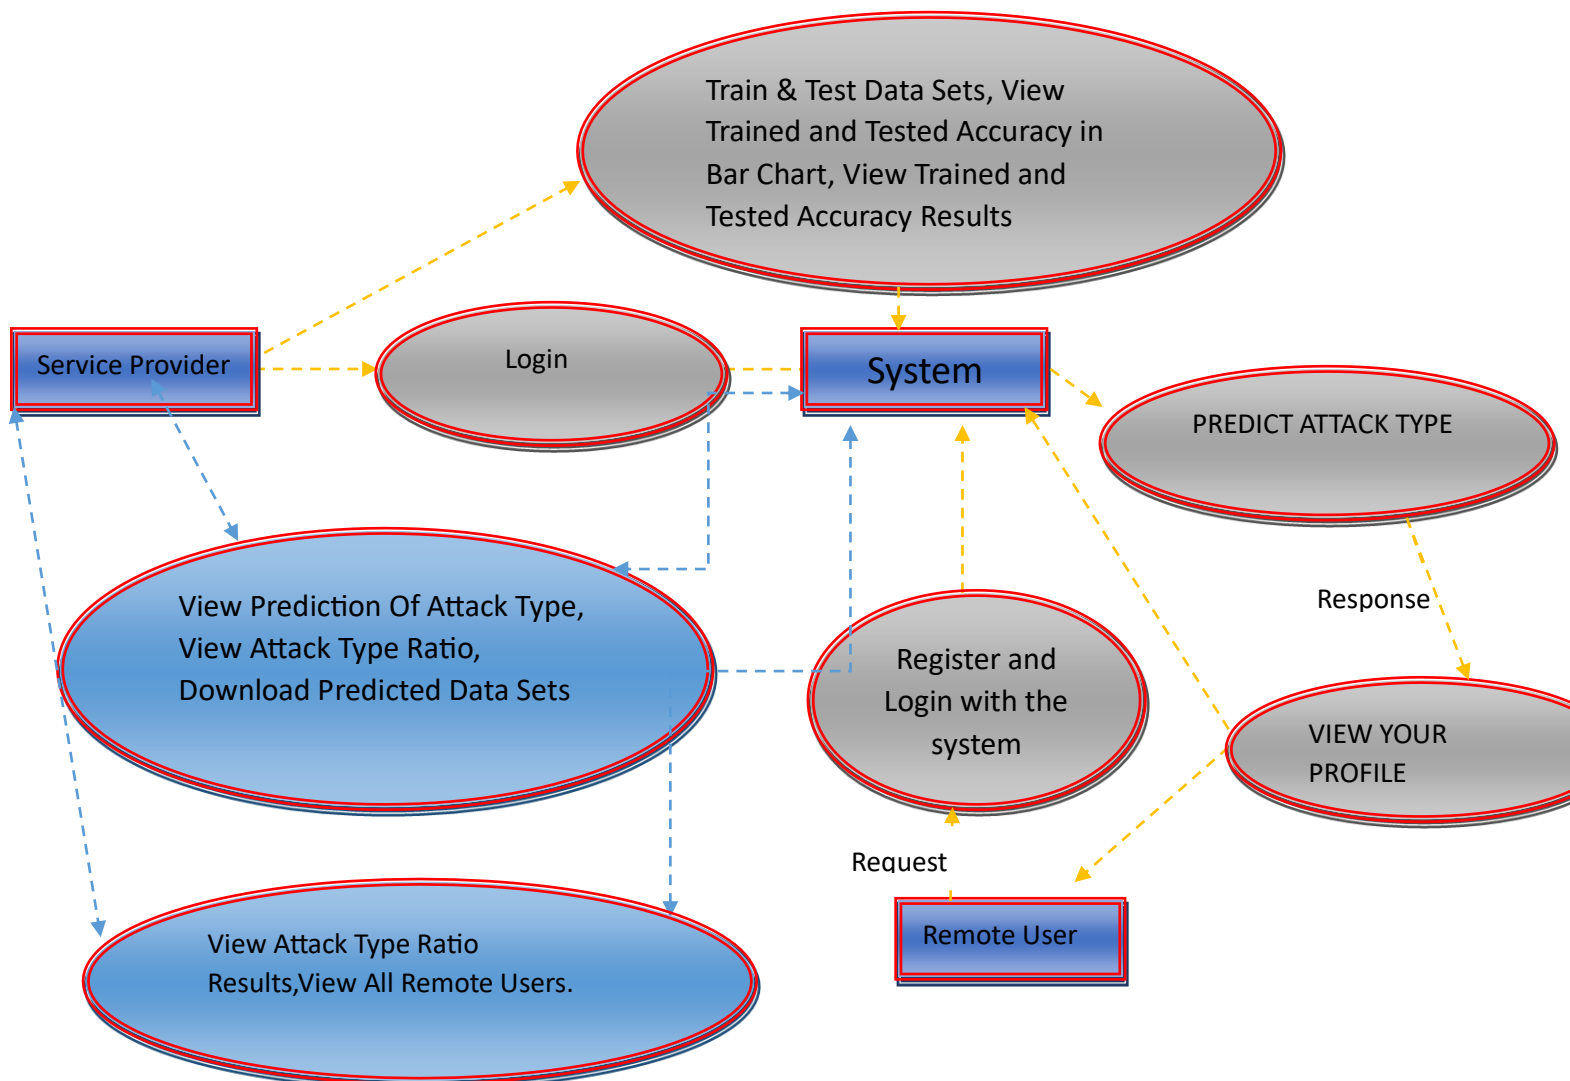 Train & Test Data Sets, View
Trained and Tested Accuracy in
Bar Chart, View Trained and
Tested Accuracy Results
Service Provider
Login
System
PREDICT ATTACK TYPE
View Prediction Of Attack Type,
View Attack Type Ratio,
Download Predicted Data Sets
Response
Register and
Login with the
system
VIEW YOUR
PROFILE
Request
Remote User
View Attack Type Ratio
Results,View All Remote Users.